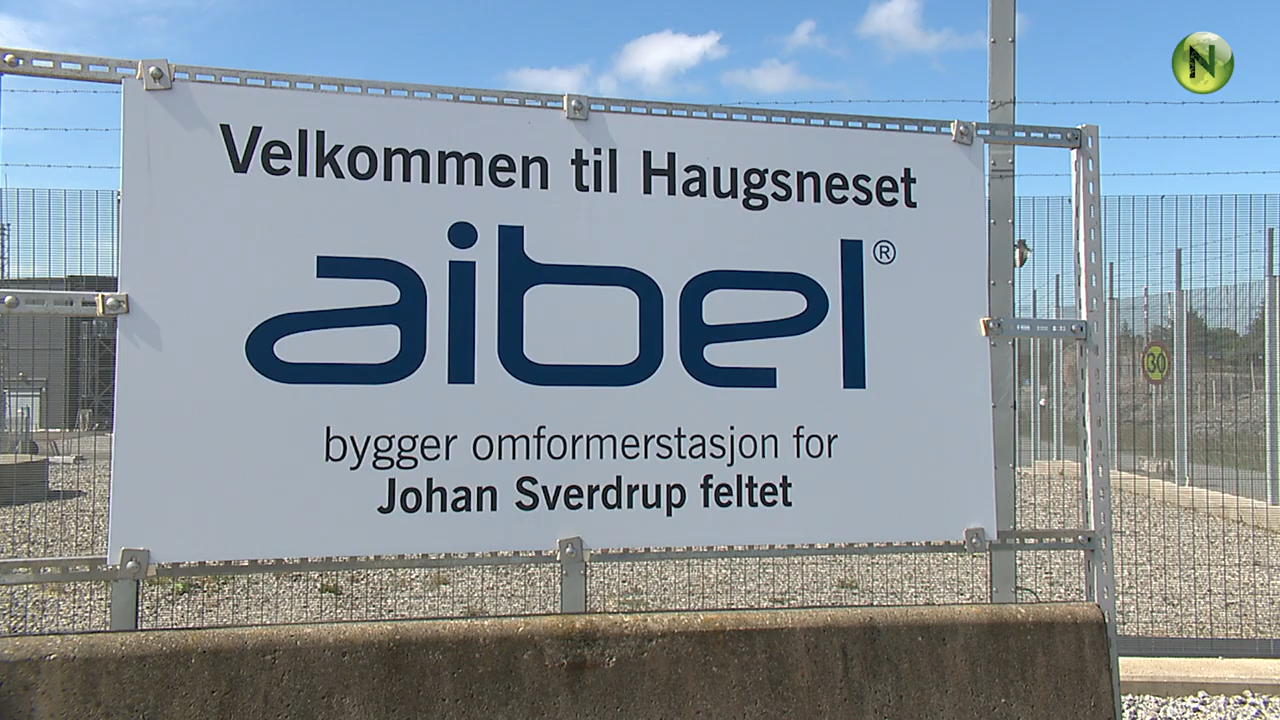 N
Velkommen til Haugsneset
aibel®
bygger omformerstasjon for
Johan Sverdrup feltet
30